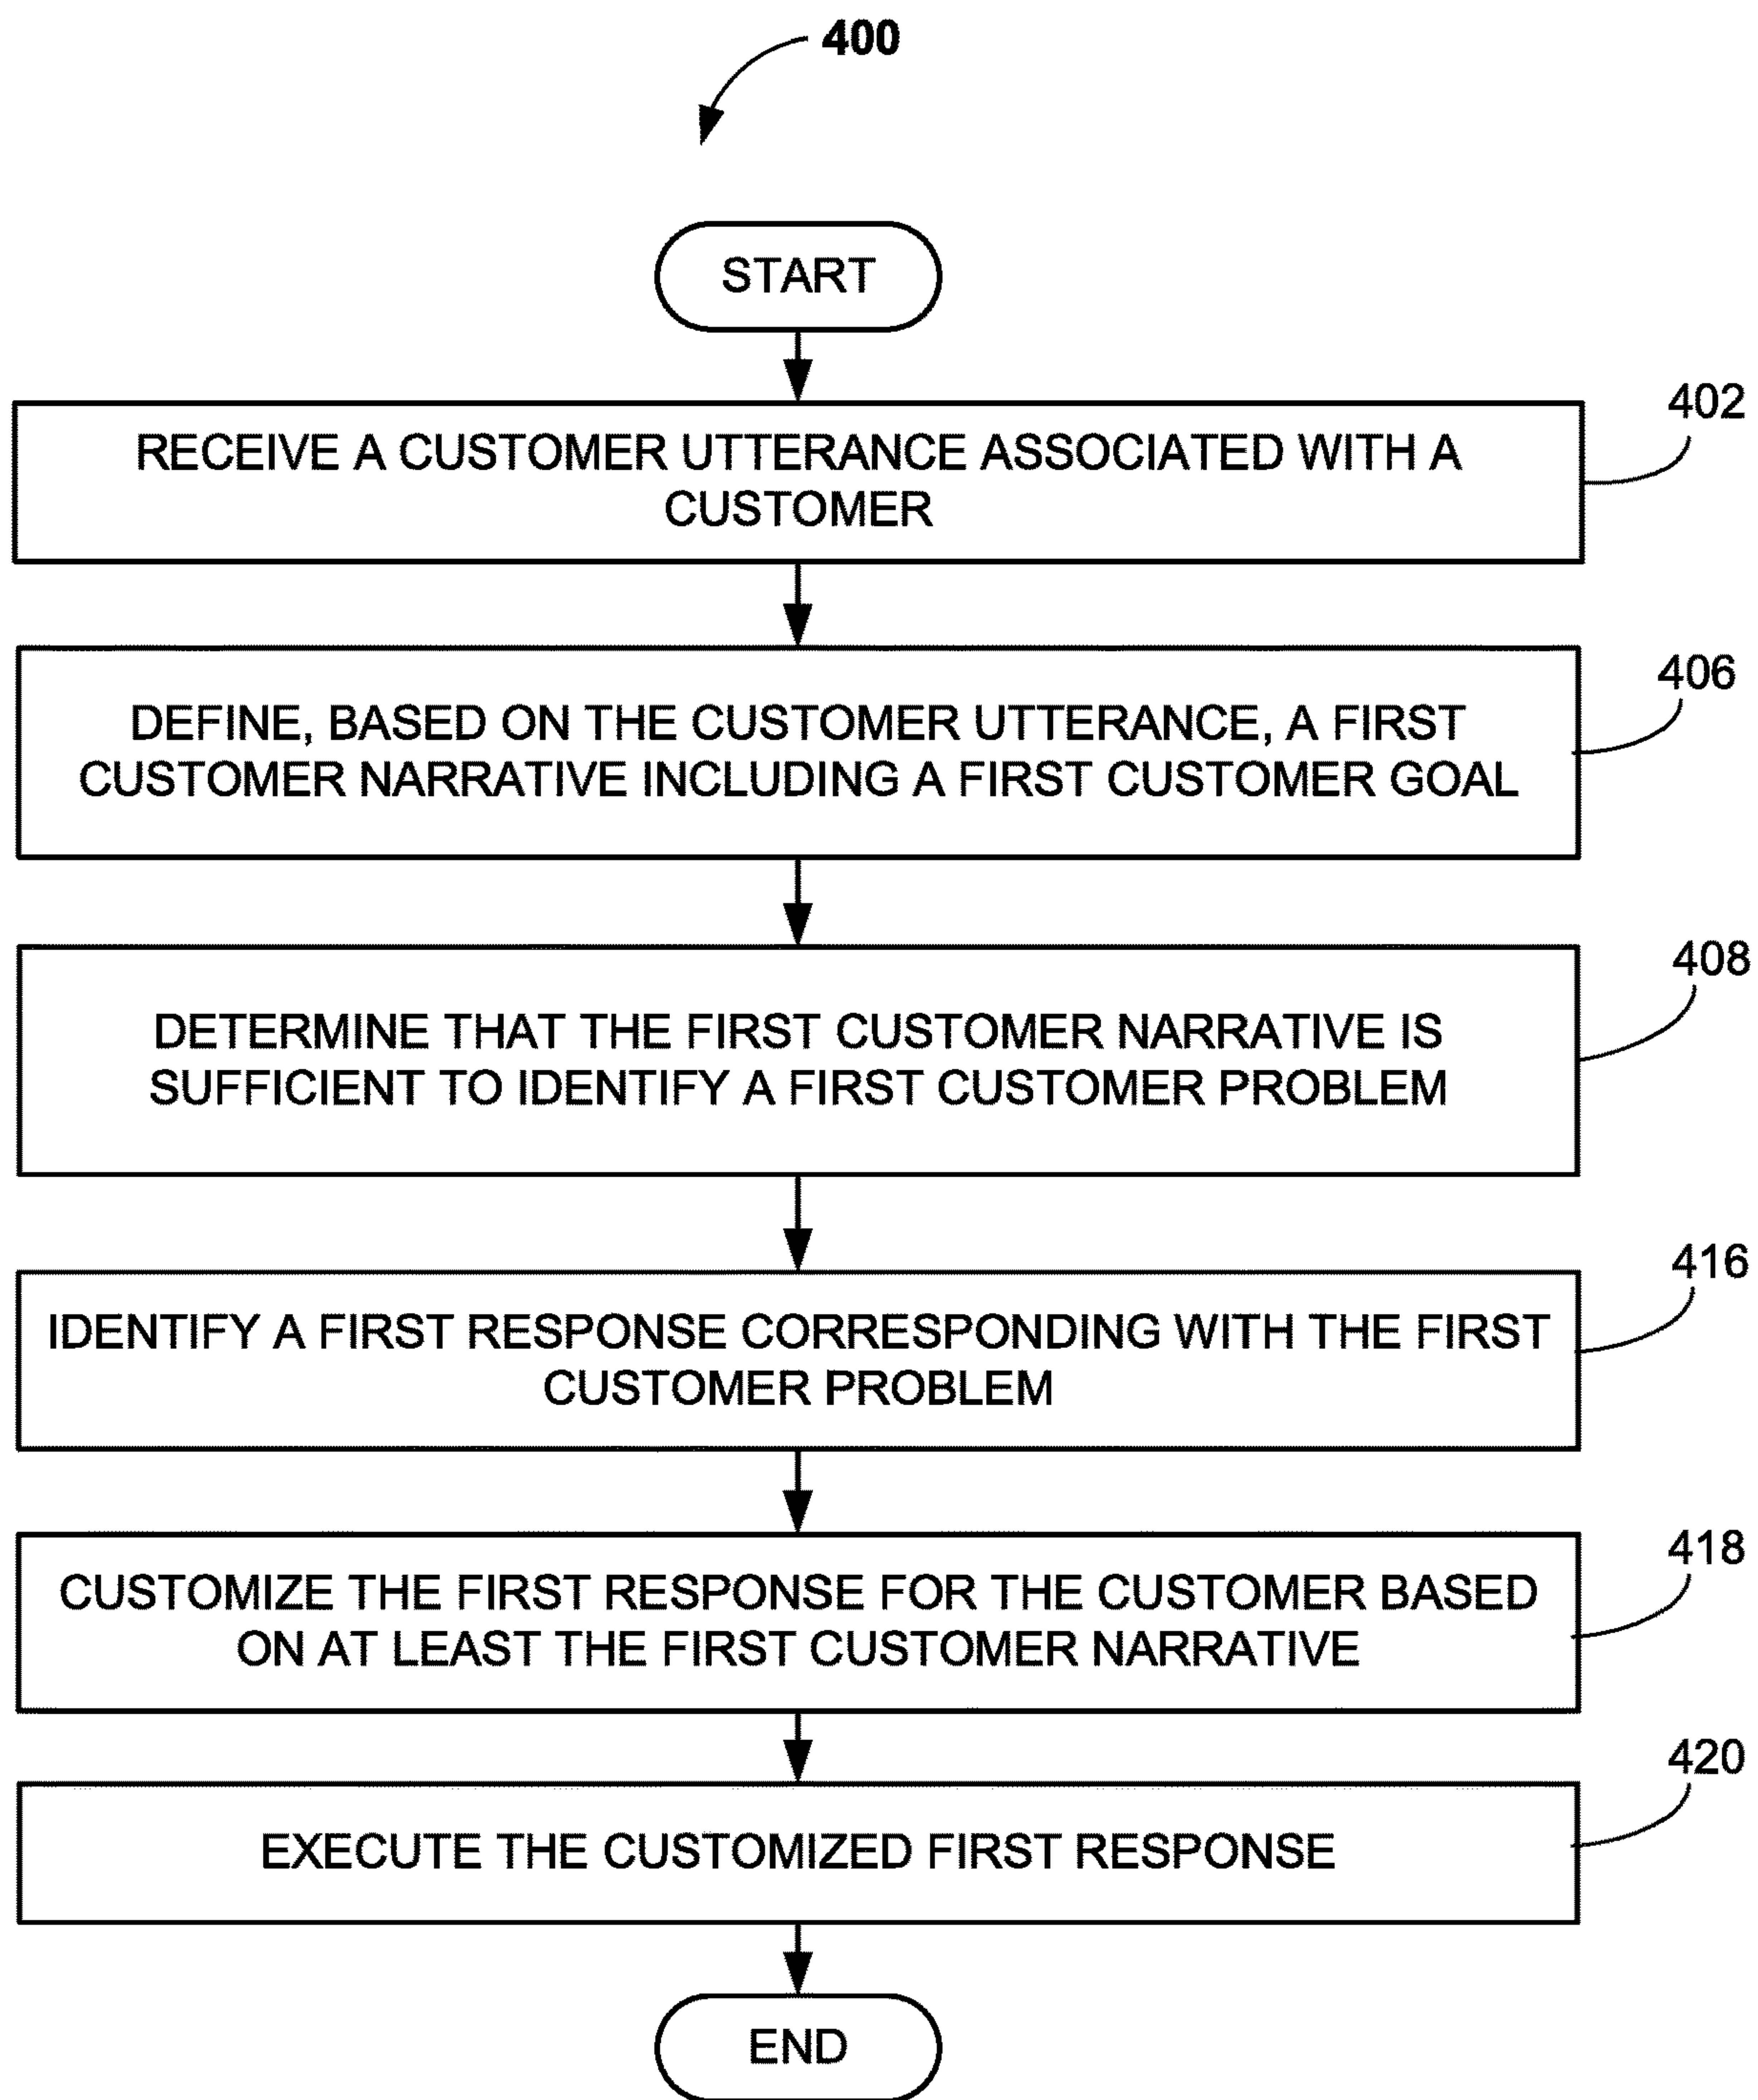 400
START
402
RECEIVE A CUSTOMER UTTERANCE ASSOCIATED WITH A
CUSTOMER
406
DEFINE, BASED ON THE CUSTOMER UTTERANCE, A FIRST
CUSTOMER NARRATIVE INCLUDING A FIRST CUSTOMER GOAL
408
DETERMINE THAT THE FIRST CUSTOMER NARRATIVE IS
SUFFICIENT TO IDENTIFY A FIRST CUSTOMER PROBLEM
416
IDENTIFY A FIRST RESPONSE CORRESPONDING WITH THE FIRST
CUSTOMER PROBLEM
418
CUSTOMIZE THE FIRST RESPONSE FOR THE CUSTOMER BASED
ON AT LEAST THE FIRST CUSTOMER NARRATIVE
420
EXECUTE THE CUSTOMIZED FIRST RESPONSE
END